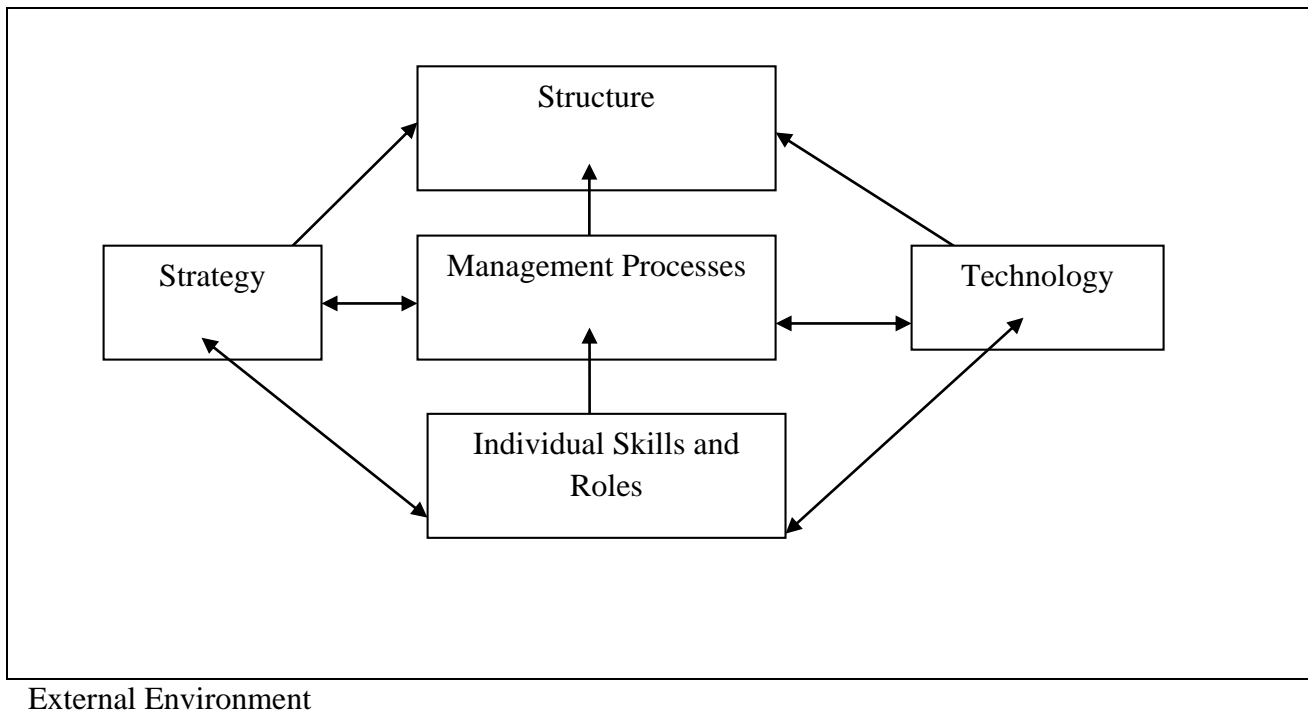 Structure
Strategy
Management Processes
Technology
Individual Skills and
Roles
External Environment